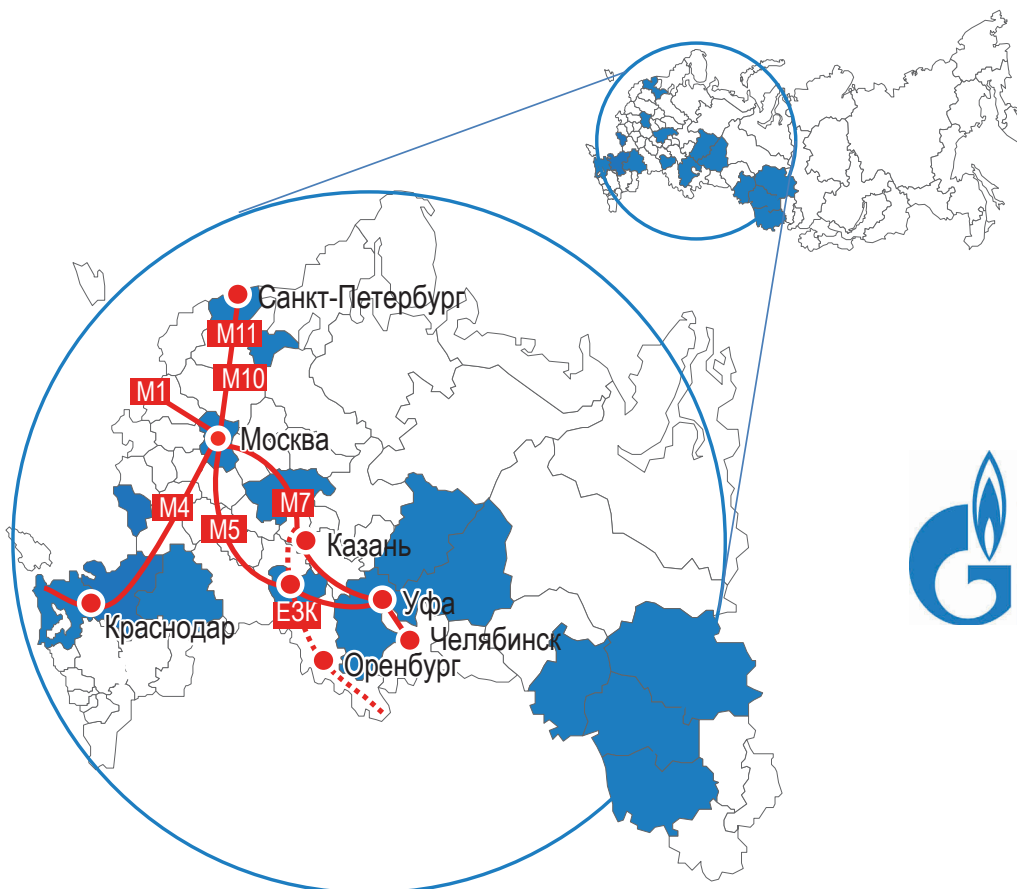 Санкт-Петербург
М11
М10
М1
Москва
М4
М5
М7
Казань
ЕЗК
Уфа
Краснодар
Челябинск
Оренбург